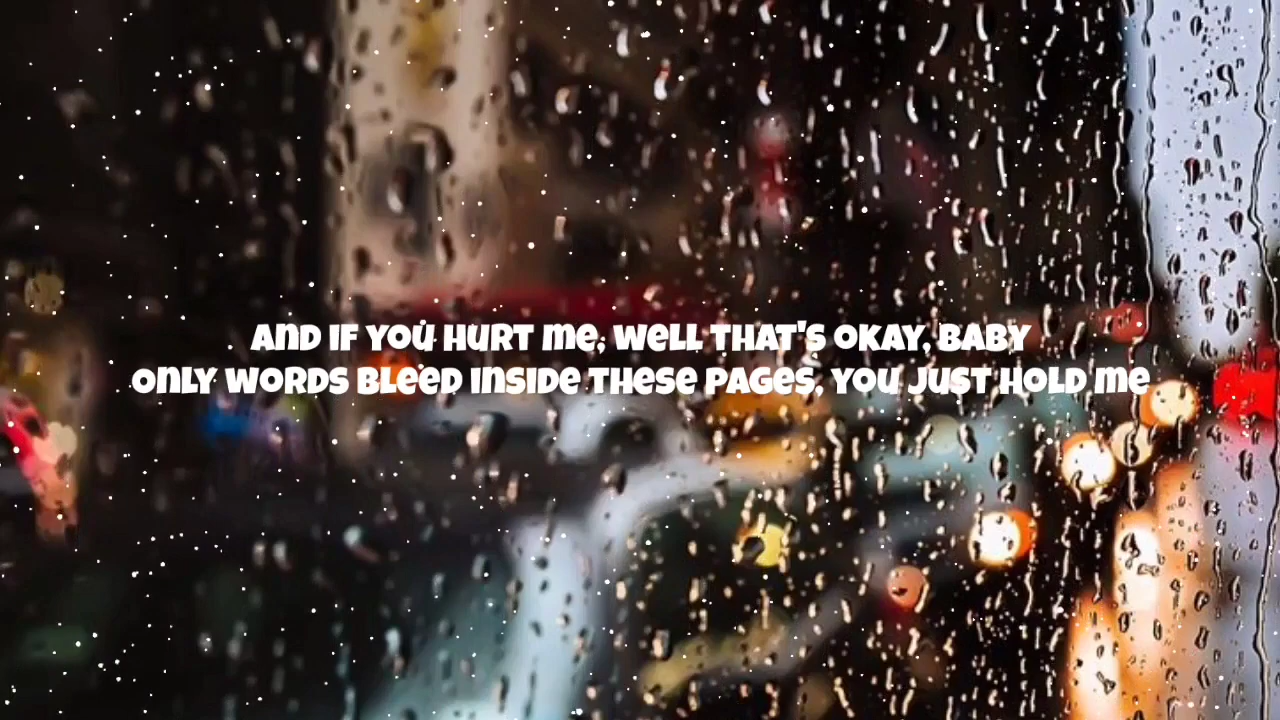 And if you hurt me, well that's okay, baby
only words bleed inside these pages, you just hold me